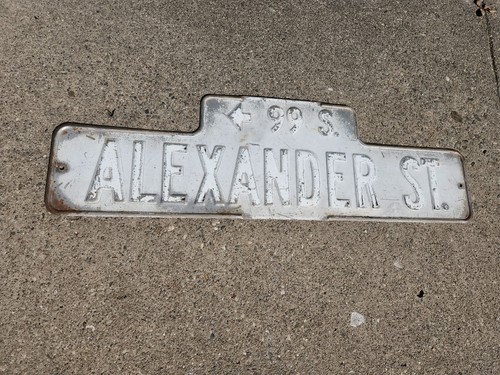 ← 99 S.
ALEXANDER ST.